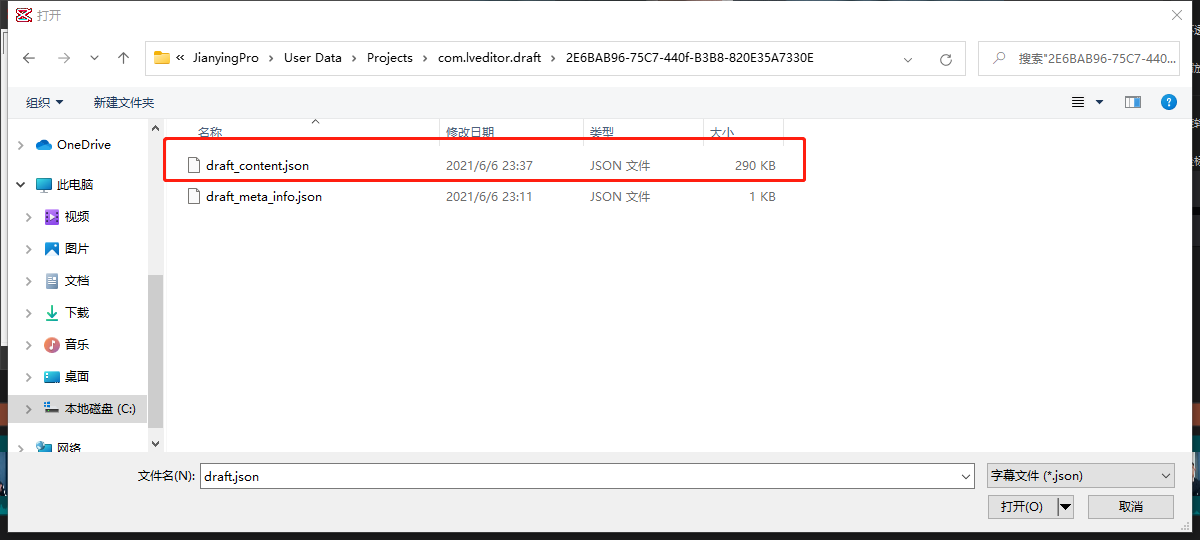 打开
« JianyingPro › User Data › Projects › com.lveditor.draft › 2E6BAB96-75C7-440f-B3B8-820E35A7330E
搜索"2E6BAB96-75C7-440...
组织 新建文件夹
名称 修改日期 类型 大小
OneDrive
draft_content.json 2021/6/6 23:37 JSON 文件 290 KB
此电脑
draft_meta_info.json 2021/6/6 23:11 JSON 文件 1 KB
视频
图片
文档
下载
音乐
桌面
本地磁盘 (C:)
网络
文件名(N): draft.json 字幕文件 (*.json)
打开(O) 取消